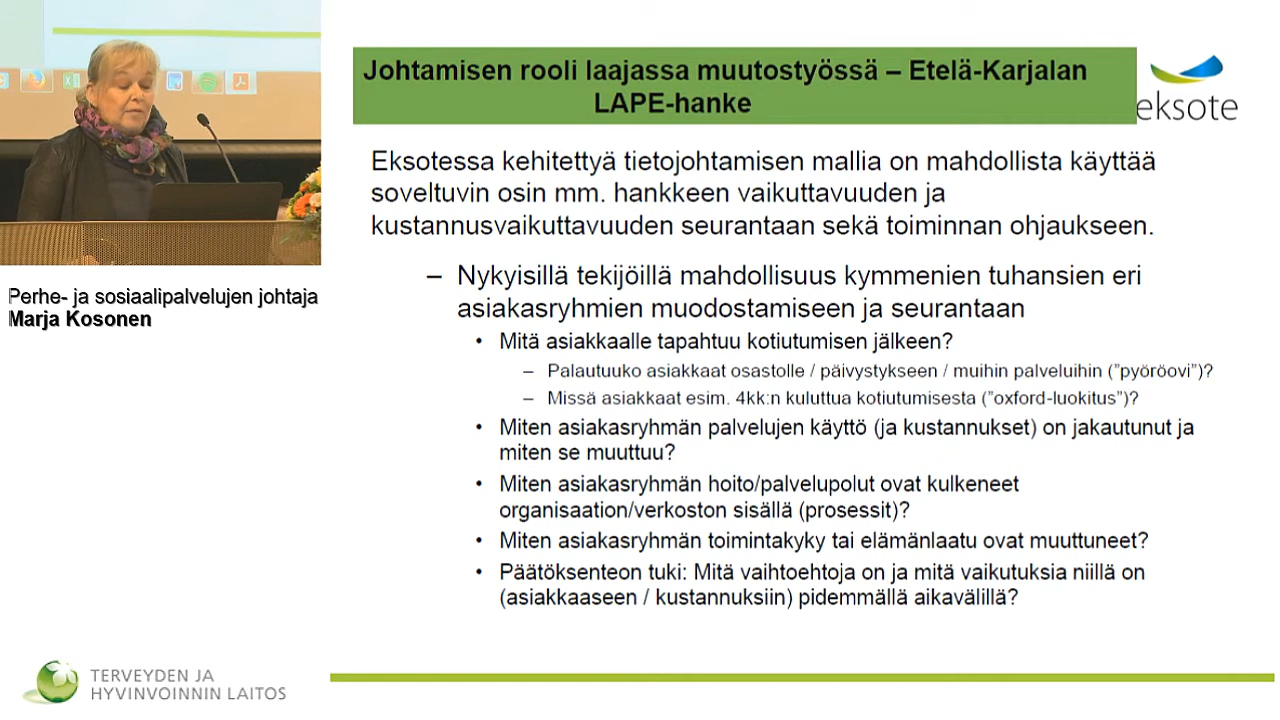 Johtamisen rooli laajassa muutostyössä – Etelä-Karjalan
LAPE-hanke
eksote
Eksotessa kehitettyä tietojohtamisen mallia on mahdollista käyttää
soveltuvin osin mm. hankkeen vaikuttavuuden ja
kustannusvaikuttavuuden seurantaan sekä toiminnan ohjaukseen.
– Nykyisillä tekijöillä mahdollisuus kymmenien tuhansien eri
asiakasryhmien muodostamiseen ja seurantaan
• Mitä asiakkaalle tapahtuu kotiutumisen jälkeen?
– Palautuuko asiakkaat osastolle / päivystykseen / muihin palveluihin (”pyöröovi”)?
– Missä asiakkaat esim. 4kk:n kuluttua kotiutumisesta (”oxford-luokitus”)?
• Miten asiakasryhmän palvelujen käyttö (ja kustannukset) on jakautunut ja
miten se muuttuu?
• Miten asiakasryhmän hoito/palvelupolut ovat kulkeneet
organisaation/verkoston sisällä (prosessit)?
• Miten asiakasryhmän toimintakyky tai elämänlaatu ovat muuttuneet?
• Päätöksenteon tuki: Mitä vaihtoehtoja on ja mitä vaikutuksia niillä on
(asiakkaaseen / kustannuksiin) pidemmällä aikavälillä?
Perhe- ja sosiaalipalvelujen johtaja
Marja Kosonen
TERVEYDEN JA
HYVINVOINNIN LAITOS